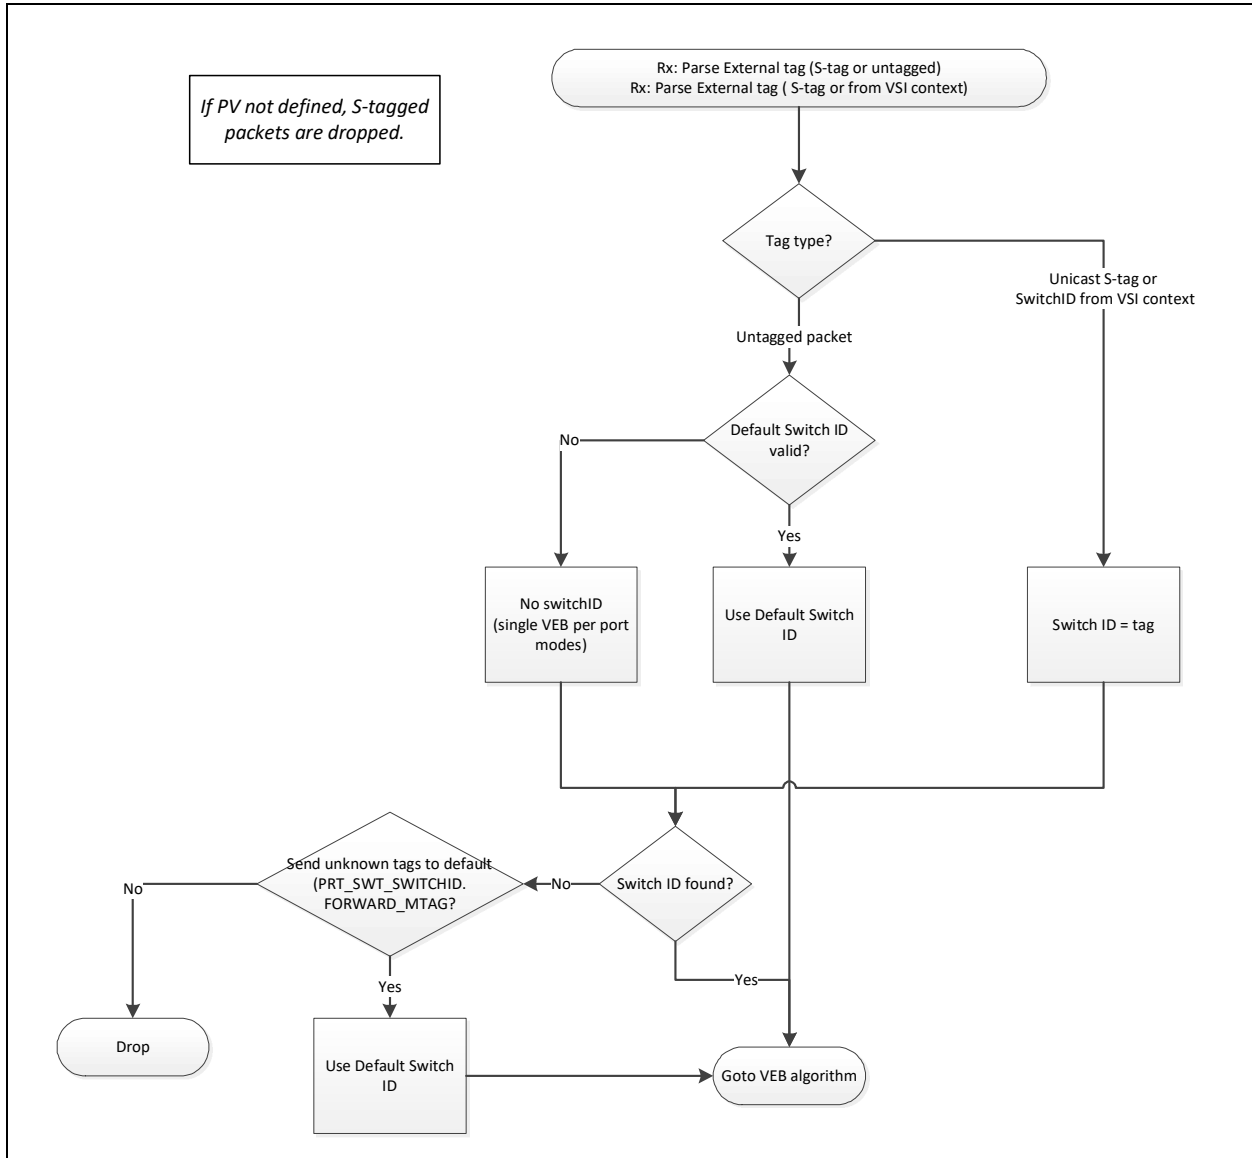 Rx: Parse External tag (S-tag or untagged)
Rx: Parse External tag ( S-tag or from VSI context)
If PV not defined, S-tagged
packets are dropped.
Tag type?
Unicast S-tag or
SwitchID from VSI context
Untagged packet
Default Switch ID
valid?
No
Yes
No switchID
(single VEB per port
modes)
Use Default Switch
ID
Switch ID = tag
Send unknown tags to default
(PRT_SWT_SWITCHID.
FORWARD_MTAG?
No
No
Switch ID found?
Yes
Yes
Drop
Use Default Switch
ID
Goto VEB algorithm